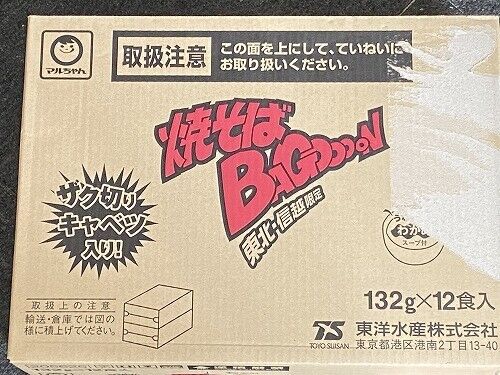 マルちゃん
取扱注意
この面を上にして、ていねいに
お取り扱いください。
焼そば
BAGOOOON
東北・信越限定
ザク切り
キャベツ
入り!
わか
スープ付
取扱上の注意
輸送・倉庫では図の
様に積上げてください。
132g×12食入
TS
TOYO SUISAN
東洋水産株式会社
東京都港区港南2丁目13-40